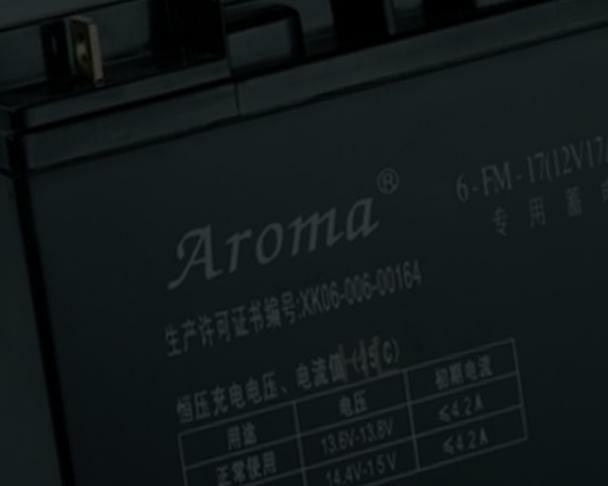 Aroma®
6-FM-17(12V17
专用蓄
生产许可证书编号:XK06-006-00164
恒压充电电压、电流值
用途 电压 初期电流
正常使用 13.6V-13.8V ≤4.2A
14.4V-15V ≤4.2A